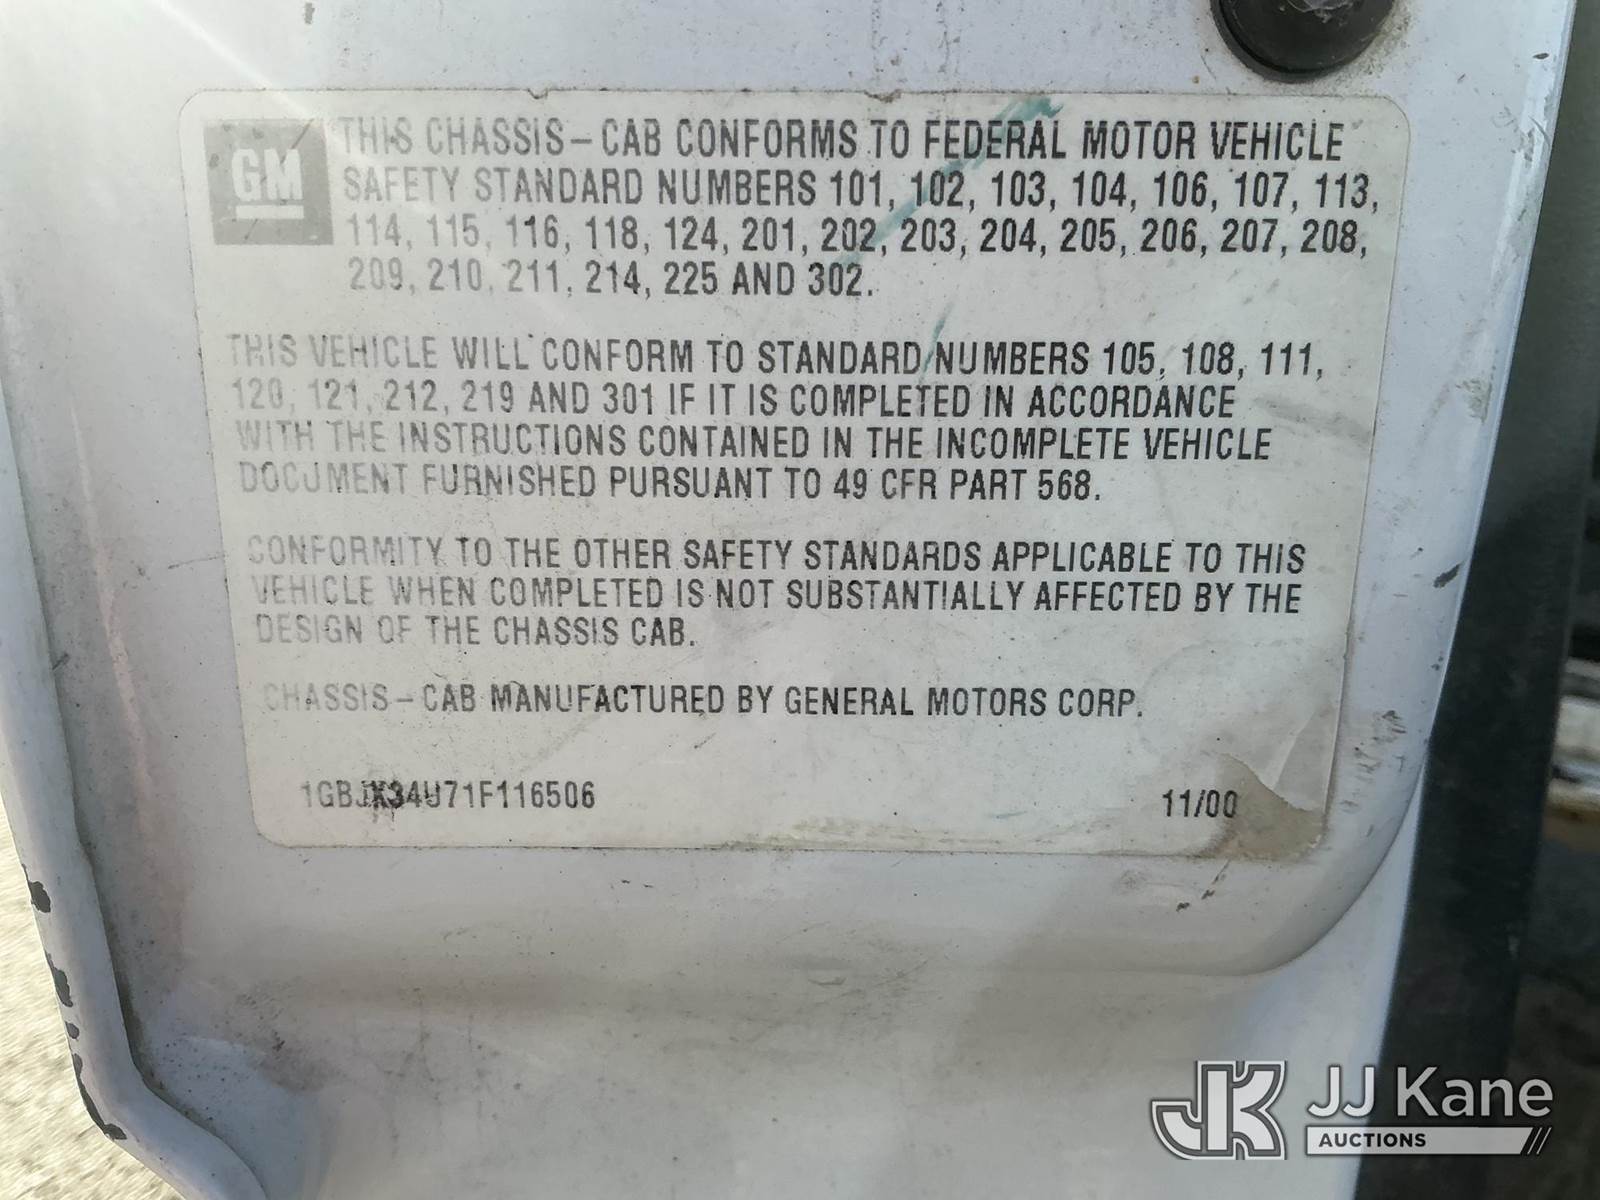 GM
THIS CHASSIS-CAB CONFORMS TO FEDERAL MOTOR VEHICLE
SAFETY STANDARD NUMBERS 101, 102, 103, 104, 106, 107, 113,
114, 115, 116, 118, 124, 201, 202, 203, 204, 205, 206, 207, 208,
209, 210, 211, 214, 225 AND 302.
THIS VEHICLE WILL CONFORM TO STANDARD NUMBERS 105, 108, 111,
120, 121, 212, 219 AND 301 IF IT IS COMPLETED IN ACCORDANCE
WITH THE INSTRUCTIONS CONTAINED IN THE INCOMPLETE VEHICLE
DOCUMENT FURNISHED PURSUANT TO 49 CFR PART 568.
CONFORMITY TO THE OTHER SAFETY STANDARDS APPLICABLE TO THIS
VEHICLE WHEN COMPLETED IS NOT SUBSTANTIALLY AFFECTED BY THE
DESIGN OF THE CHASSIS CAB.
CHASSIS-CAB MANUFACTURED BY GENERAL MOTORS CORP.
1GBJK34U71F116506 11/00
JK JJ Kane
AUCTIONS